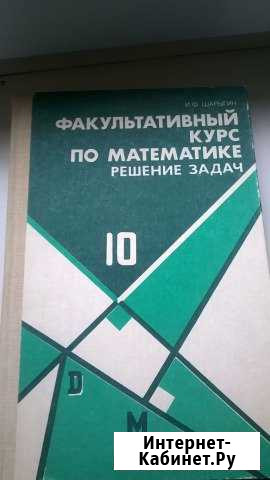 И.Ф. ШАРЫГИН
ФАКУЛЬТАТИВНЫЙ
КУРС
ПО МАТЕМАТИКЕ
РЕШЕНИЕ ЗАДАЧ
10
D
M
Интернет-
Кабинет.Ру